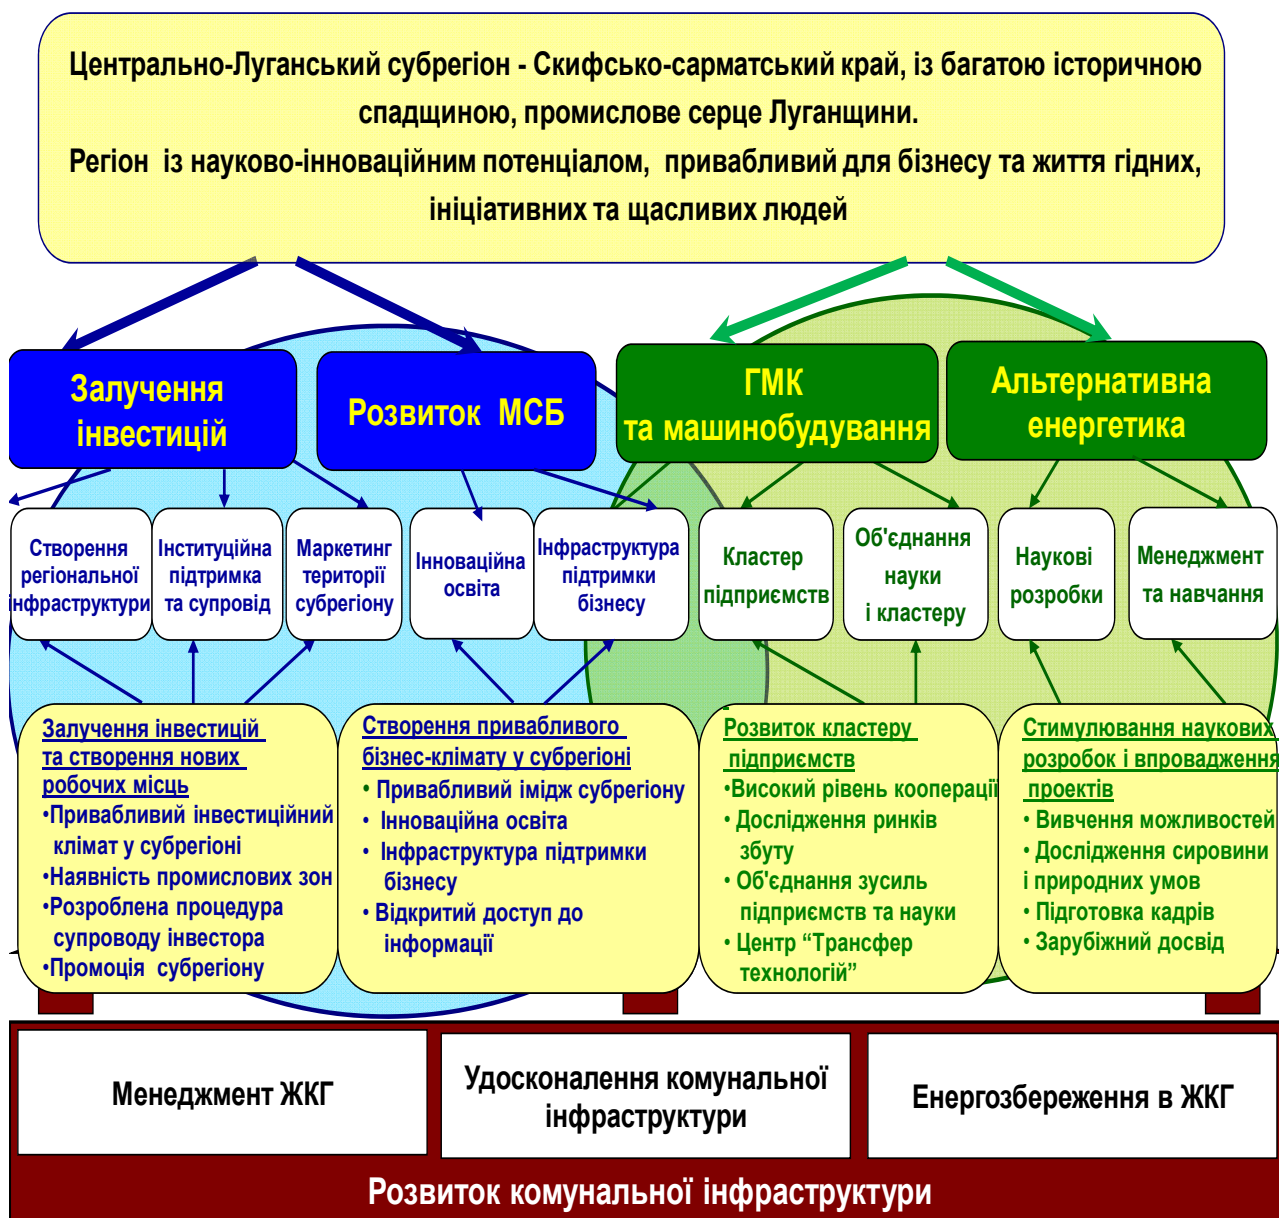 Центрально-Луганський субрегіон - Скифсько-сарматський край, із багатою історичною
спадщиною, промислове серце Луганщини.
Регіон із науково-інноваційним потенціалом, привабливий для бізнесу та життя гідних,
ініціативних та щасливих людей
Залучення
інвестицій
Розвиток МСБ
ГМК
та машинобудування
Альтернативна
енергетика
Створення
регіональної
інфраструктури
Інституційна
підтримка
та супровід
Маркетинг
території
субрегіону
Інноваційна
освіта
Інфраструктура
підтримки
бізнесу
Кластер
підприємств
Об'єднання
науки
і кластеру
Наукові
розробки
Менеджмент
та навчання
Залучення інвестицій
та створення нових
робочих місць
•Привабливий інвестиційний
клімат у субрегіоні
•Наявність промислових зон
•Розроблена процедура
супроводу інвестора
•Промоція субрегіону
Створення привабливого
бізнес-клімату у субрегіоні
• Привабливий імідж субрегіону
• Інноваційна освіта
• Інфраструктура підтримки
бізнесу
• Відкритий доступ до
інформації
Розвиток кластеру
підприємств
•Високий рівень кооперації
• Дослідження ринків
збуту
• Об'єднання зусиль
підприємств та науки
• Центр “Трансфер
технологій”
Стимулювання наукових
розробок і впровадження
проектів
• Вивчення можливостей
• Дослідження сировини
і природних умов
• Підготовка кадрів
• Зарубіжний досвід
Менеджмент ЖКГ
Удосконалення комунальної
інфраструктури
Енергозбереження в ЖКГ
Розвиток комунальної інфраструктури